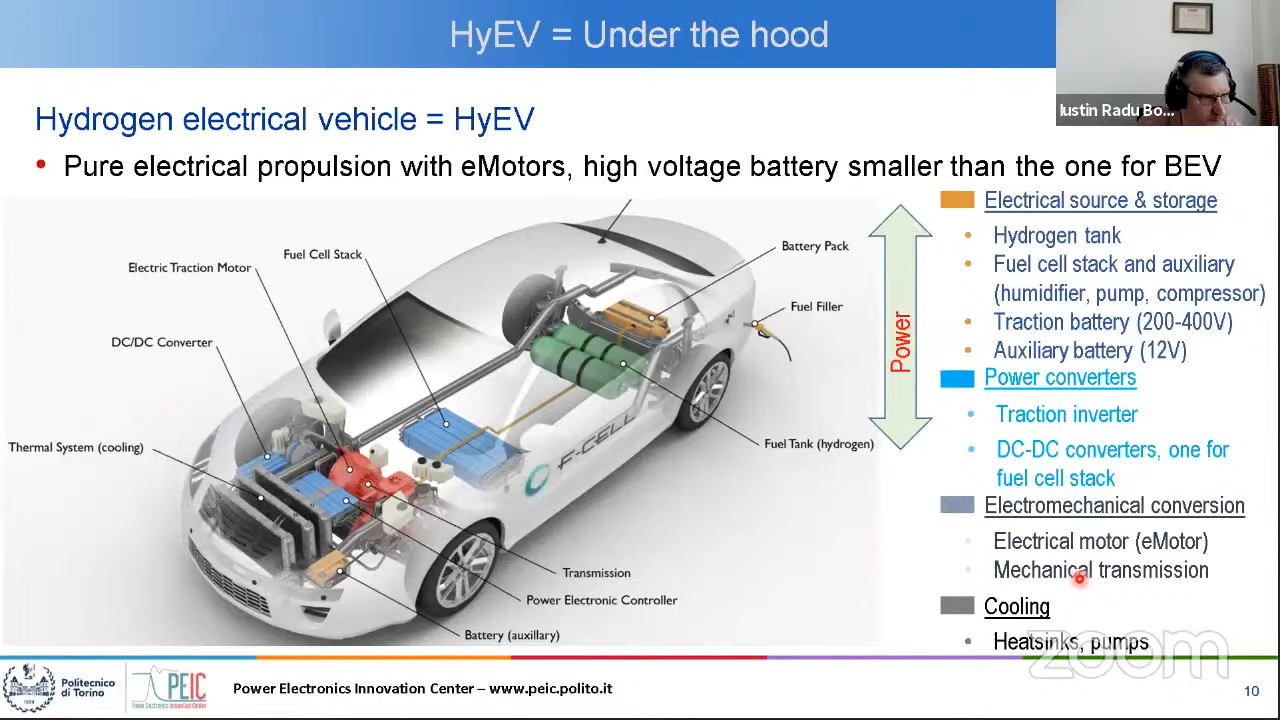 HyEV = Under the hood
Iustin Radu Bo...
Hydrogen electrical vehicle = HyEV
• Pure electrical propulsion with eMotors, high voltage battery smaller than the one for BEV
Fuel Cell Stack
Electric Traction Motor
DC/DC Converter
Thermal System (cooling)
Battery Pack
Fuel Filler
Fuel Tank (hydrogen)
F-CELL
Transmission
Power Electronic Controller
Battery (auxillary)
Power
Electrical source & storage
• Hydrogen tank
• Fuel cell stack and auxiliary
(humidifier, pump, compressor)
• Traction battery (200-400V)
• Auxiliary battery (12V)
Power converters
• Traction inverter
• DC-DC converters, one for
fuel cell stack
Electromechanical conversion
• Electrical motor (eMotor)
• Mechanical transmission
Cooling
• Heatsinks, pumps
zoom
Politecnico
di Torino
PEIC
Power Electronics Innovation Center
Power Electronics Innovation Center – www.peic.polito.it
10